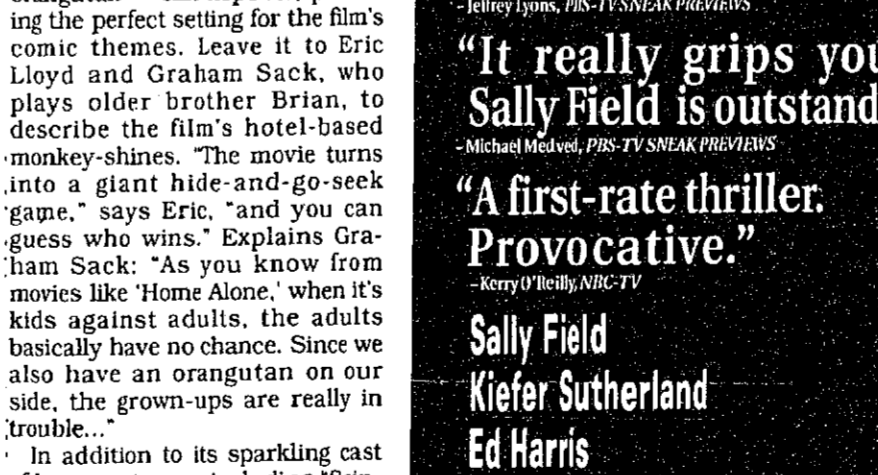 ing the perfect setting for the film's
comic themes. Leave it to Eric
Lloyd and Graham Sack, who
plays older brother Brian, to
describe the film's hotel-based
monkey-shines. "The movie turns
into a giant hide-and-go-seek
game," says Eric, "and you can
guess who wins." Explains Gra-
ham Sack: "As you know from
movies like 'Home Alone,' when it's
kids against adults, the adults
basically have no chance. Since we
also have an orangutan on our
side, the grown-ups are really in
trouble..."
In addition to its sparkling cast
-Jeffrey Lyons, PBS-TV SNEAK PREVIEWS
"It really grips you
Sally Field is outstand
-Michael Medved, PBS-TV SNEAK PREVIEWS
"A first-rate thriller.
Provocative."
-Kerry O'Reilly, NBC-TV
Sally Field
Kiefer Sutherland
Ed Harris